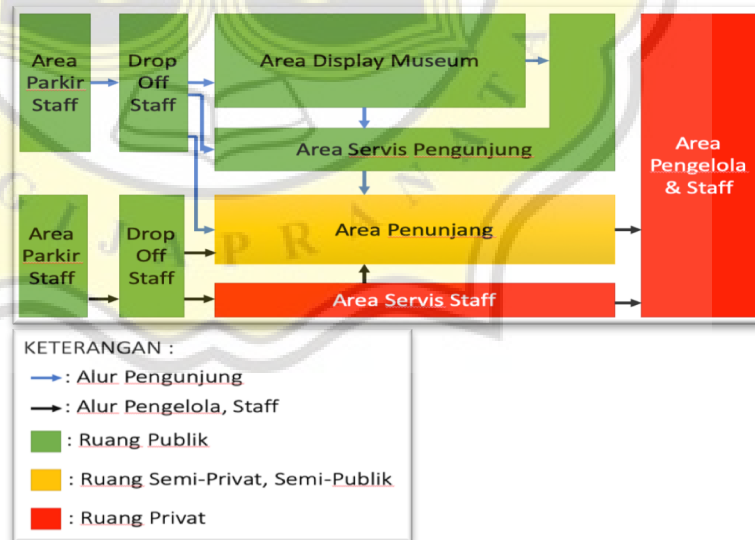 Area Parkir Staff
Drop Off Staff
Area Display Museum
Area Servis Pengunjung
Area Pengelola & Staff
Area Parkir Staff
Drop Off Staff
Area Penunjang
Area Servis Staff
KETERANGAN :
: Alur Pengunjung
: Alur Pengelola, Staff
: Ruang Publik
: Ruang Semi-Privat, Semi-Publik
: Ruang Privat